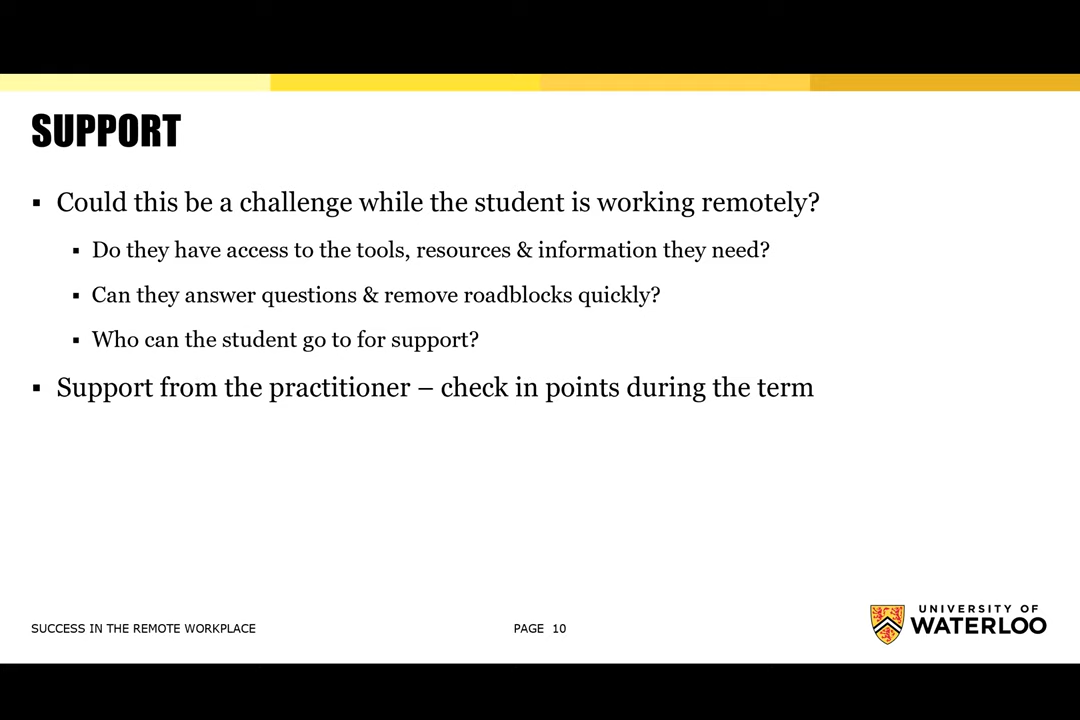 SUPPORT
▪ Could this be a challenge while the student is working remotely?
▪ Do they have access to the tools, resources & information they need?
▪ Can they answer questions & remove roadblocks quickly?
▪ Who can the student go to for support?
▪ Support from the practitioner – check in points during the term
SUCCESS IN THE REMOTE WORKPLACE
PAGE 10
UNIVERSITY OF
WATERLOO